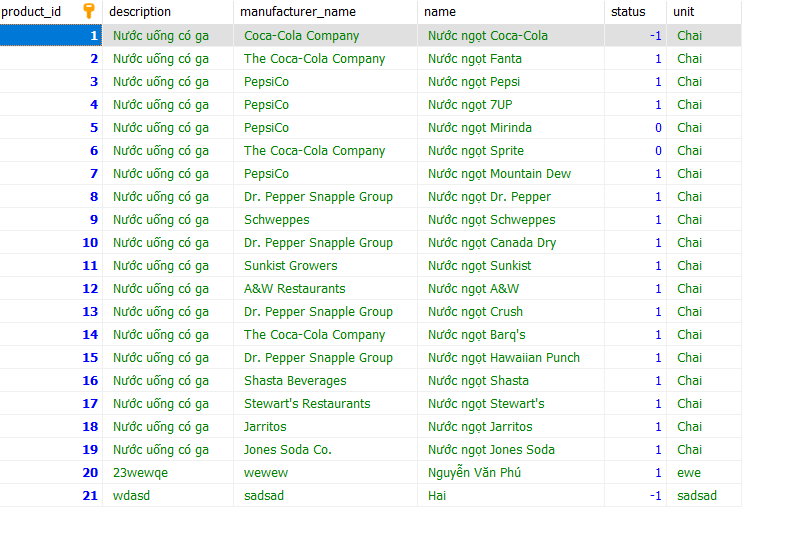 product_id description manufacturer_name name status unit
1 Nước uống có ga Coca-Cola Company Nước ngọt Coca-Cola -1 Chai
2 Nước uống có ga The Coca-Cola Company Nước ngọt Fanta 1 Chai
3 Nước uống có ga PepsiCo Nước ngọt Pepsi 1 Chai
4 Nước uống có ga PepsiCo Nước ngọt 7UP 1 Chai
5 Nước uống có ga PepsiCo Nước ngọt Mirinda 0 Chai
6 Nước uống có ga The Coca-Cola Company Nước ngọt Sprite 0 Chai
7 Nước uống có ga PepsiCo Nước ngọt Mountain Dew 1 Chai
8 Nước uống có ga Dr. Pepper Snapple Group Nước ngọt Dr. Pepper 1 Chai
9 Nước uống có ga Schweppes Nước ngọt Schweppes 1 Chai
10 Nước uống có ga Dr. Pepper Snapple Group Nước ngọt Canada Dry 1 Chai
11 Nước uống có ga Sunkist Growers Nước ngọt Sunkist 1 Chai
12 Nước uống có ga A&W Restaurants Nước ngọt A&W 1 Chai
13 Nước uống có ga Dr. Pepper Snapple Group Nước ngọt Crush 1 Chai
14 Nước uống có ga The Coca-Cola Company Nước ngọt Barq's 1 Chai
15 Nước uống có ga Dr. Pepper Snapple Group Nước ngọt Hawaiian Punch 1 Chai
16 Nước uống có ga Shasta Beverages Nước ngọt Shasta 1 Chai
17 Nước uống có ga Stewart's Restaurants Nước ngọt Stewart's 1 Chai
18 Nước uống có ga Jarritos Nước ngọt Jarritos 1 Chai
19 Nước uống có ga Jones Soda Co. Nước ngọt Jones Soda 1 Chai
20 23wewqe wewew Nguyễn Văn Phú 1 ewe
21 wdasd sadsad Hai -1 sadsad